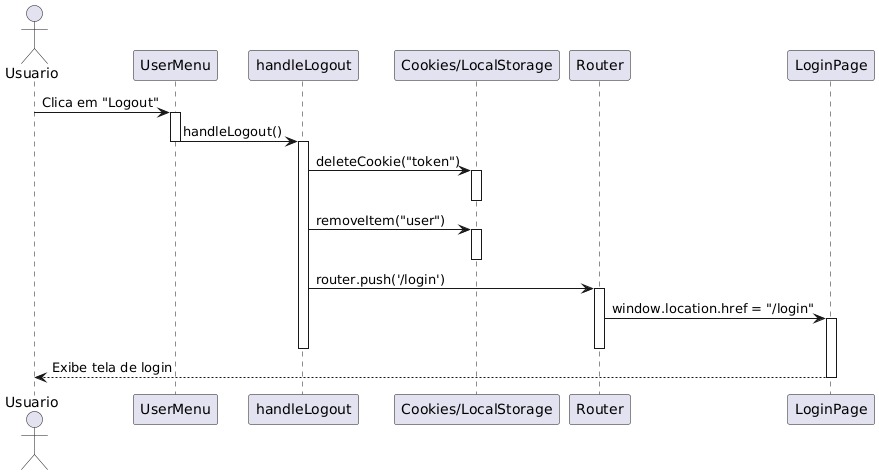 Usuario
UserMenu
handleLogout
Cookies/LocalStorage
Router
LoginPage
Clica em "Logout"
handleLogout()
deleteCookie("token")
removeItem("user")
router.push('/login')
window.location.href = "/login"
Exibe tela de login
Usuario
UserMenu
handleLogout
Cookies/LocalStorage
Router
LoginPage